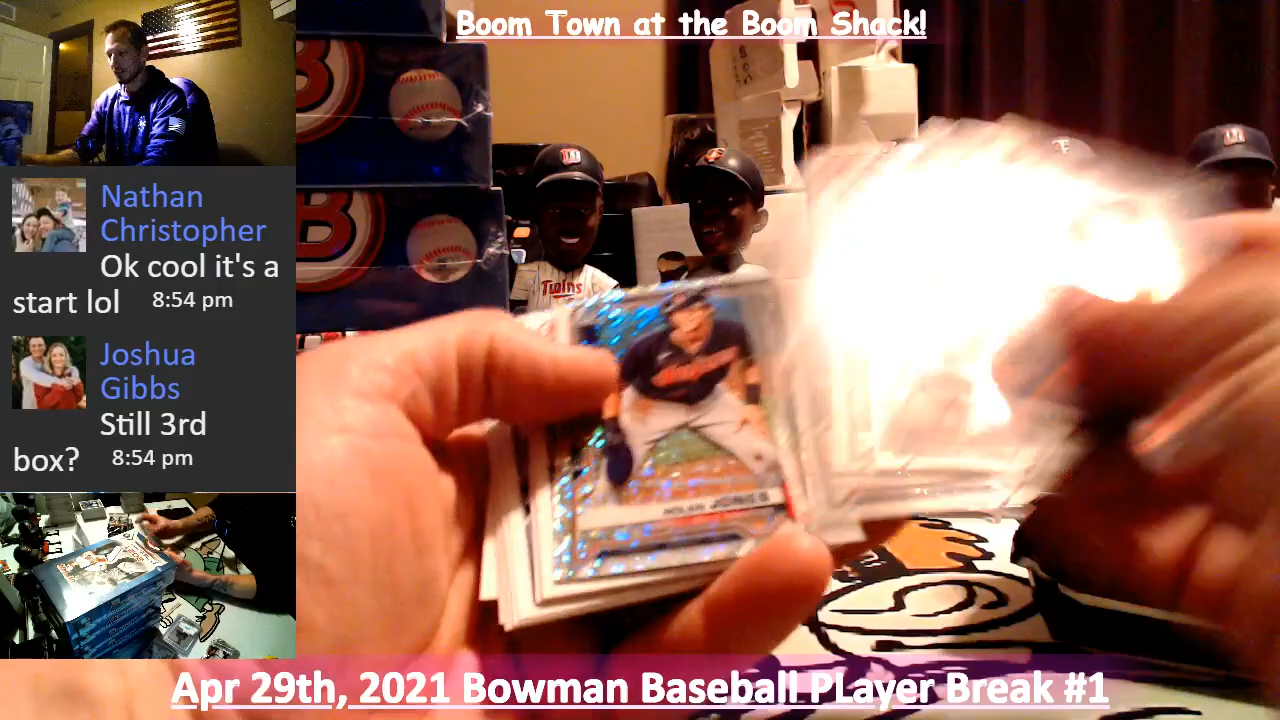 Boom Town at the Boom Shack!
Nathan
Christopher
Ok cool it's a
start lol 8:54 pm
Joshua
Gibbs
Still 3rd
box? 8:54 pm
Twins
NOLAN JONES
Apr 29th, 2021 Bowman Baseball PLayer Break #1